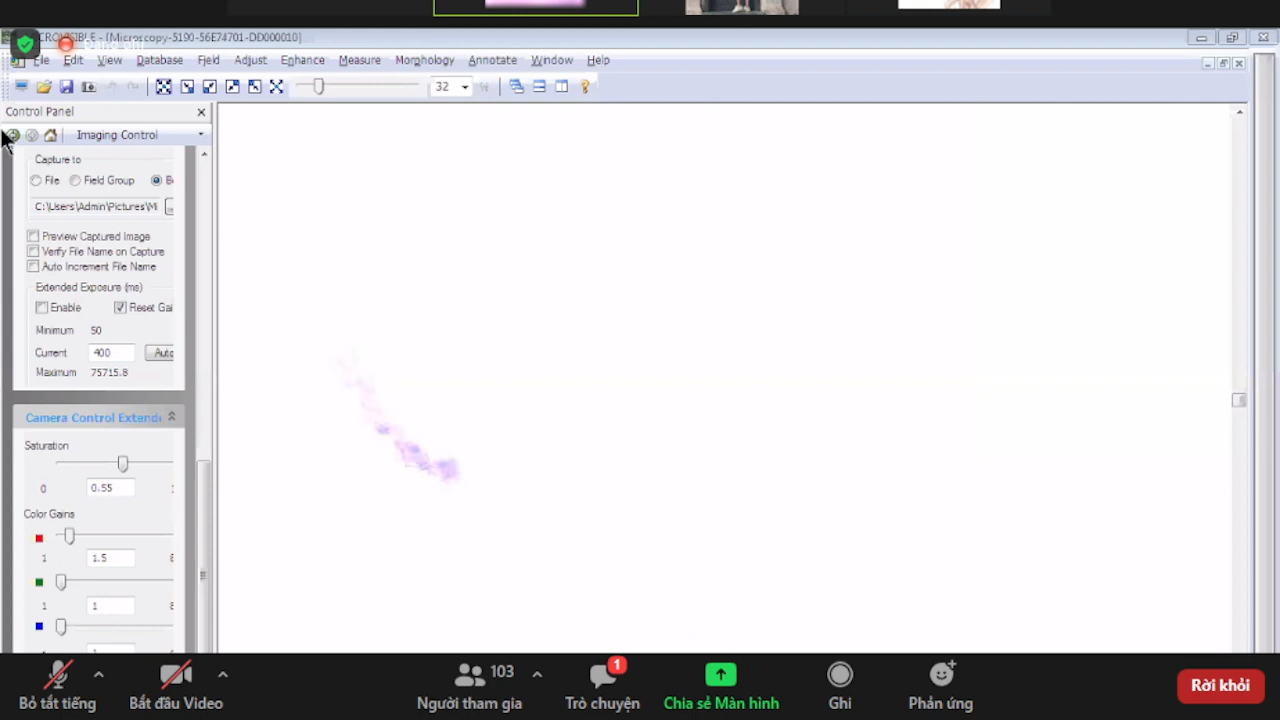 CROVISIBLE - [Microscopy-5190-56E74701-DD000010]
Edit View Database Field Adjust Enhance Measure Morphology Annotate Window Help
32
Control Panel
Imaging Control
Capture to
File Field Group
C:\Users\Admin\Pictures\MI
Preview Captured Image
Verify File Name on Capture
Auto Increment File Name
Extended Exposure (ms)
Enable Reset Gai
Minimum 50
Current 400 Auto
Maximum 75715.8
Camera Control Extende
Saturation
0 0.55
Color Gains
1 1.5
1 1
103 1
Bỏ tắt tiếng Bắt đầu Video Người tham gia Trò chuyện Chia sẻ Màn hình Ghi Phản ứng Rời khỏi